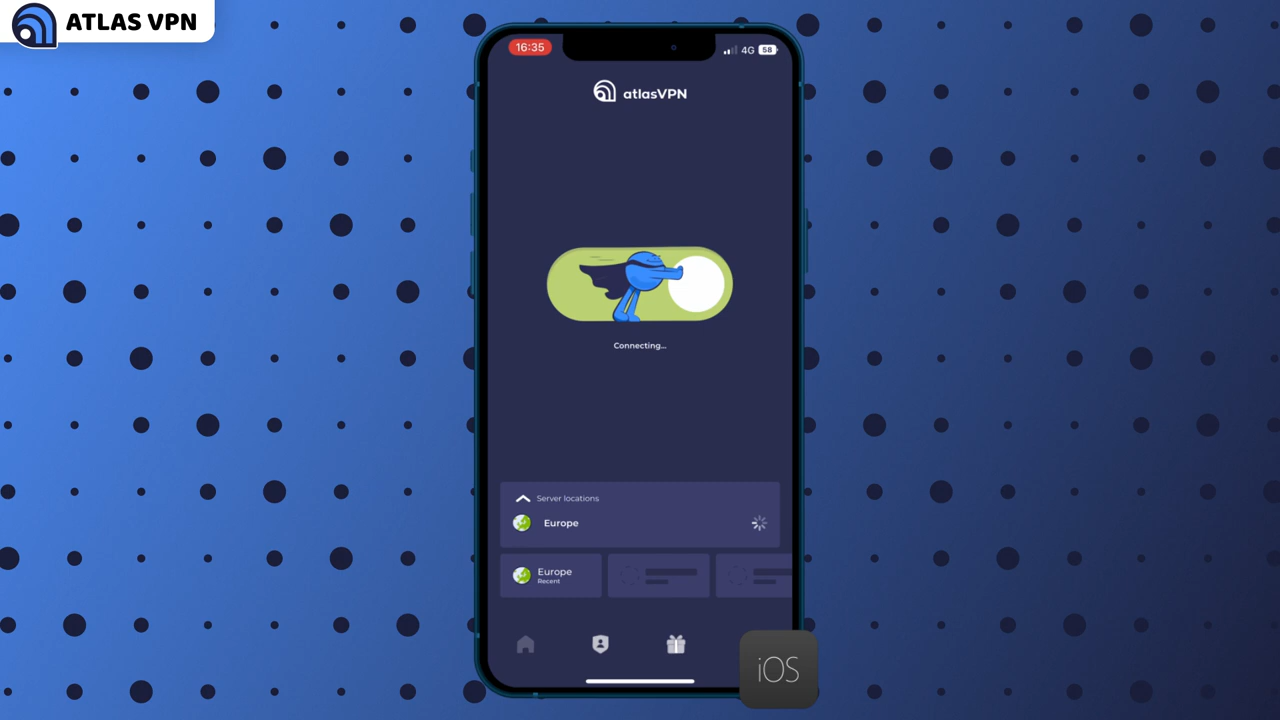 ATLAS VPN
16:35
4G 58
atlasVPN
Connecting...
Server locations
Europe
Europe
Recent
iOS